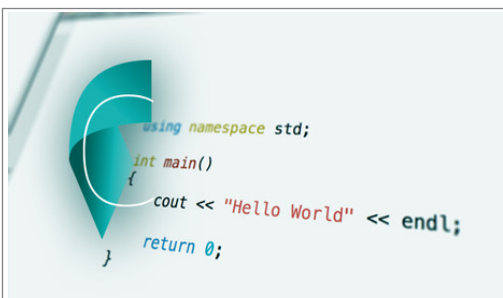 using namespace std;
int main()
{
cout << "Hello World" << endl;
return 0;
}